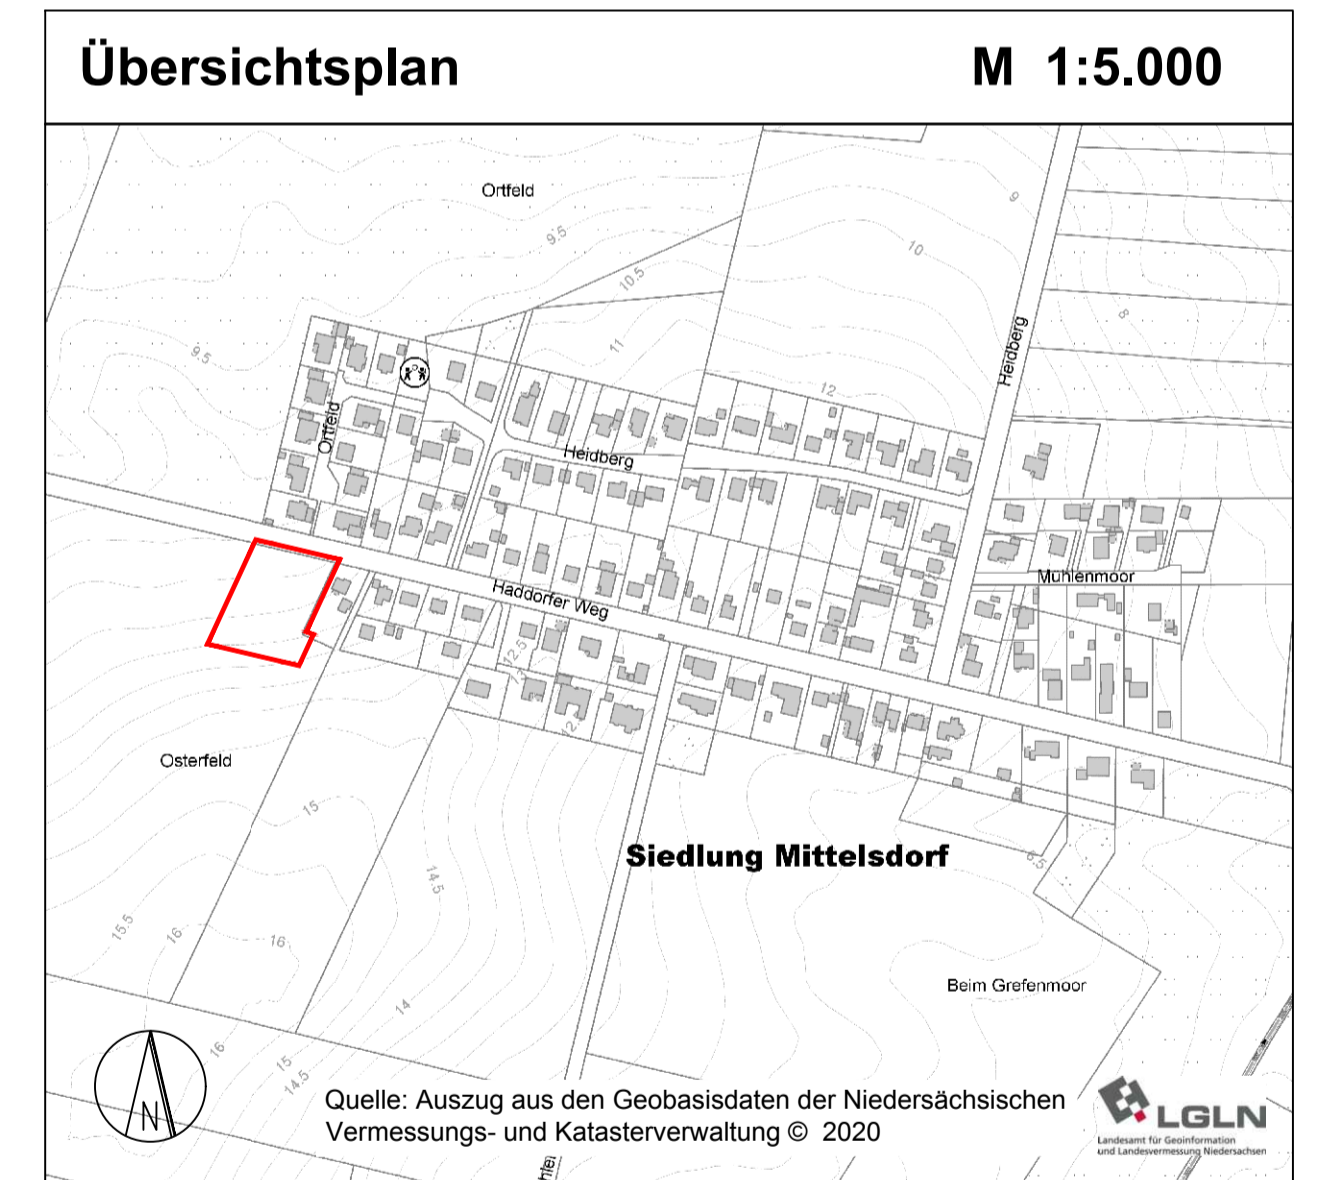 Übersichtsplan M 1:5.000
Ortfeld
9
9.5
10
10.5
8
Heidberg
9.5
11
12
Ortfeld
Heidberg
Mühlenmoor
Haddorfer Weg
12.5
13
12.5
Osterfeld
15
Siedlung Mittelsdorf
8.5
14.5
15.5
16
16
Beim Grefenmoor
14
16
15
14.5
N
Quelle: Auszug aus den Geobasisdaten der Niedersächsischen
Vermessungs- und Katasterverwaltung © 2020
LGLN
Landesamt für Geoinformation
und Landesvermessung Niedersachsen